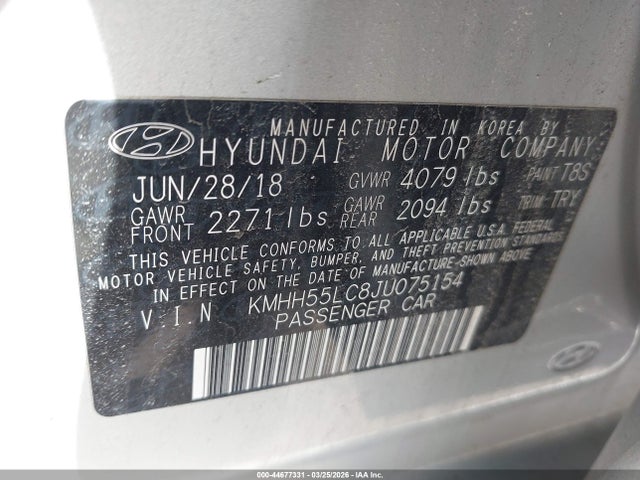 MANUFACTURED IN KOREA BY
HYUNDAI MOTOR COMPANY
JUN/28/18 GVWR 4079 lbs PAINT T8S
GAWR FRONT 2271 lbs GAWR REAR 2094 lbs TRIM: TRY
THIS VEHICLE CONFORMS TO ALL APPLICABLE U.S.A. FEDERAL
MOTOR VEHICLE SAFETY, BUMPER, AND THEFT PREVENTION STANDARDS
IN EFFECT ON THE DATE OF MANUFACTURE SHOWN ABOVE.
V.I.N KMHH55LC8JU075154
PASSENGER CAR
000-44677331 - 03/25/2026 - IAA Inc.